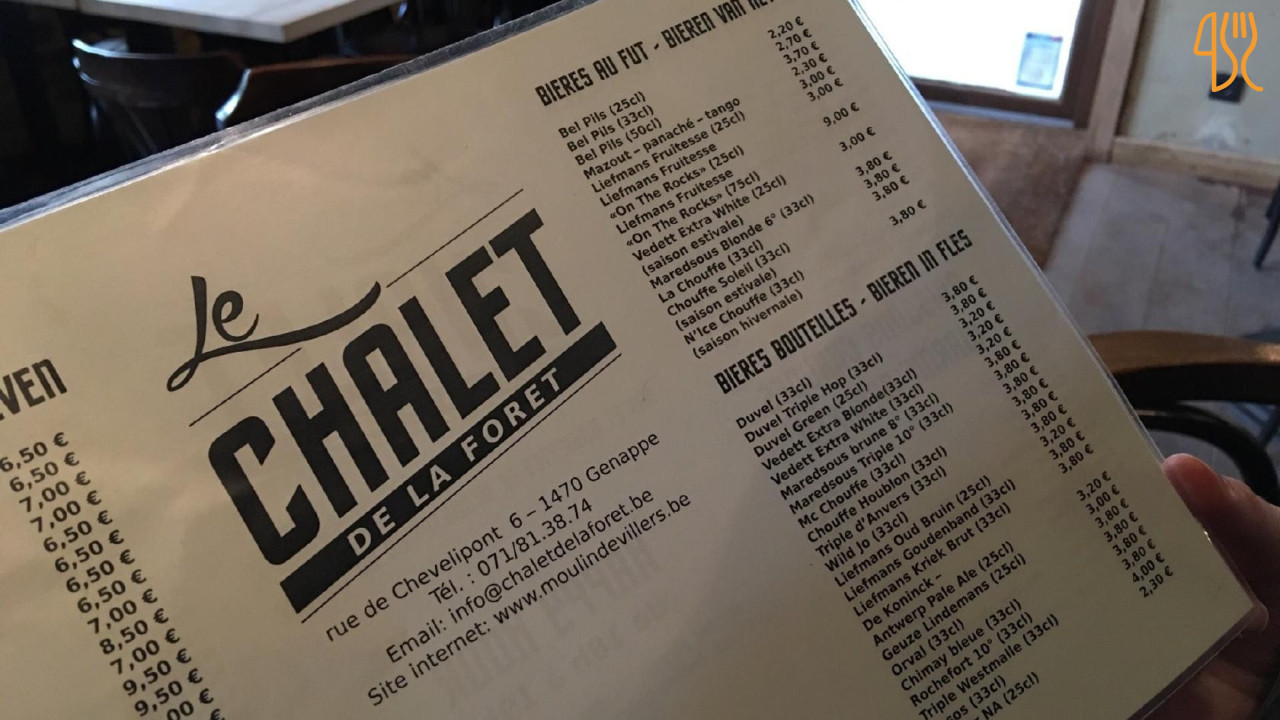 EVEN
6,50 €
6,50 €
7,00 €
7,00 €
6,50 €
6,50 €
6,50 €
6,50 €
7,00 €
8,50 €
7,00 €
9,50 €
9,50 €
,00 €
Le
CHALET
DE LA FORET
rue de Chevelipont 6 – 1470 Genappe
Tél. : 071/81.38.74
Email: info@chaletdelaforet.be
Site internet: www.moulindevillers.be
BIERES AU FUT - BIEREN VAN HE
Bel Pils (25cl) 2,20 €
Bel Pils (33cl) 2,70 €
Bel Pils (50cl) 3,70 €
Mazout – panaché – tango 2,30 €
Liefmans Fruitesse (25cl) 3,00 €
Liefmans Fruitesse 3,00 €
«On The Rocks» (25cl)
Liefmans Fruitesse 9,00 €
«On The Rocks» (75cl)
Vedett Extra White (25cl) 3,00 €
(saison estivale)
Maredsous Blonde 6° (33cl) 3,80 €
La Chouffe (33cl) 3,80 €
Chouffe Soleil (33cl) 3,80 €
(saison estivale)
N'Ice Chouffe (33cl) 3,80 €
(saison hivernale)
BIERES BOUTEILLES - BIEREN IN FLES
Duvel (33cl) 3,80 €
Duvel Triple Hop (33cl) 3,80 €
Duvel Green (25cl) 3,20 €
Vedett Extra Blonde(33cl) 3,20 €
Vedett Extra White (33cl) 3,20 €
Maredsous brune 8° (33cl) 3,80 €
Maredsous Triple 10° (33cl) 3,80 €
Mc Chouffe (33cl) 3,80 €
Chouffe Houblon (33cl) 3,80 €
Triple d'Anvers (33cl) 3,80 €
Wild Jo (33cl) 3,80 €
Liefmans Oud Bruin (25cl) 3,20 €
Liefmans Goudenband (33cl) 3,80 €
Liefmans Kriek Brut (33cl) 3,80 €
De Koninck –
Antwerp Pale Ale (25cl) 3,20 €
Geuze Lindemans (25cl) 3,00 €
Orval (33cl) 3,80 €
Chimay bleue (33cl) 3,80 €
Rochefort 10° (33cl) 3,80 €
Triple Westmalle (33cl) 3,80 €
sos (33cl) 4,00 €
NA (25cl) 2,30 €